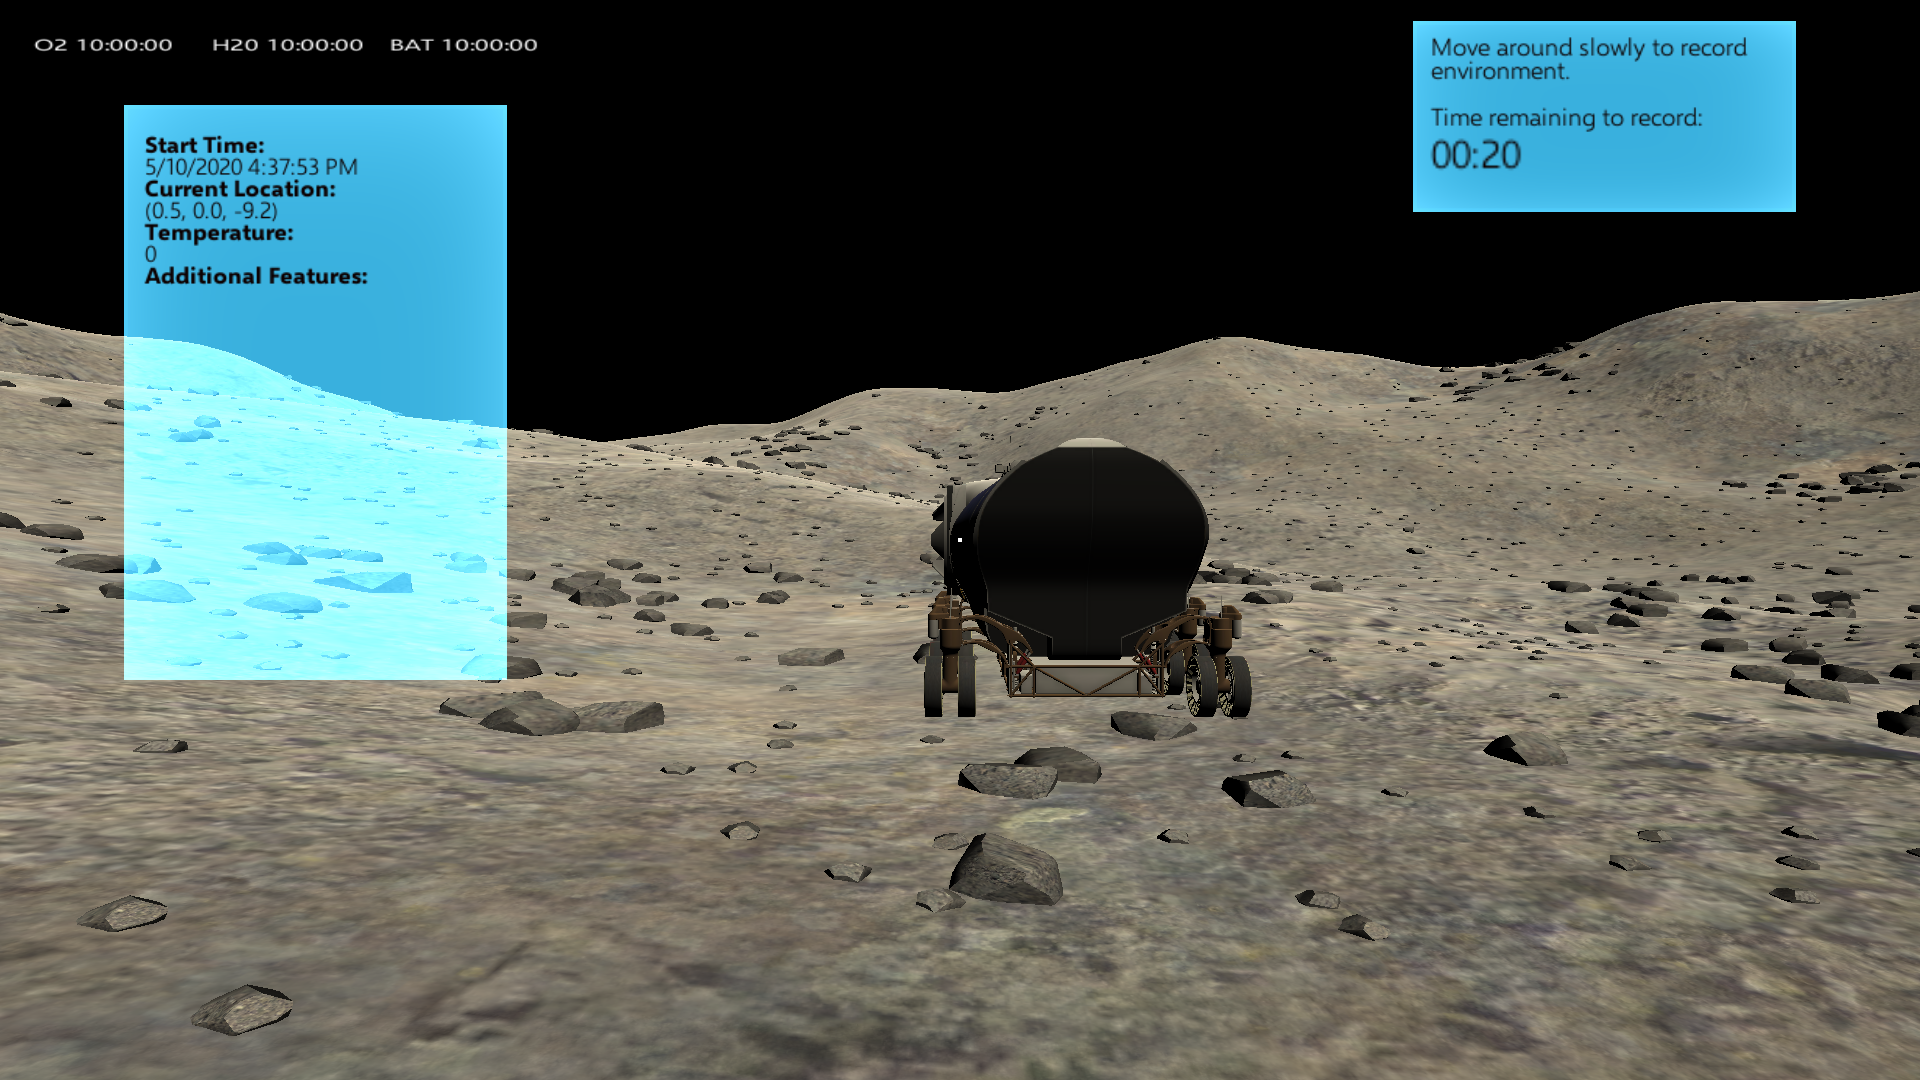 O2 10:00:00 H20 10:00:00 BAT 10:00:00
Move around slowly to record
environment.
Time remaining to record:
00:20
Start Time:
5/10/2020 4:37:53 PM
Current Location:
(0.5, 0.0, -9.2)
Temperature:
0
Additional Features: